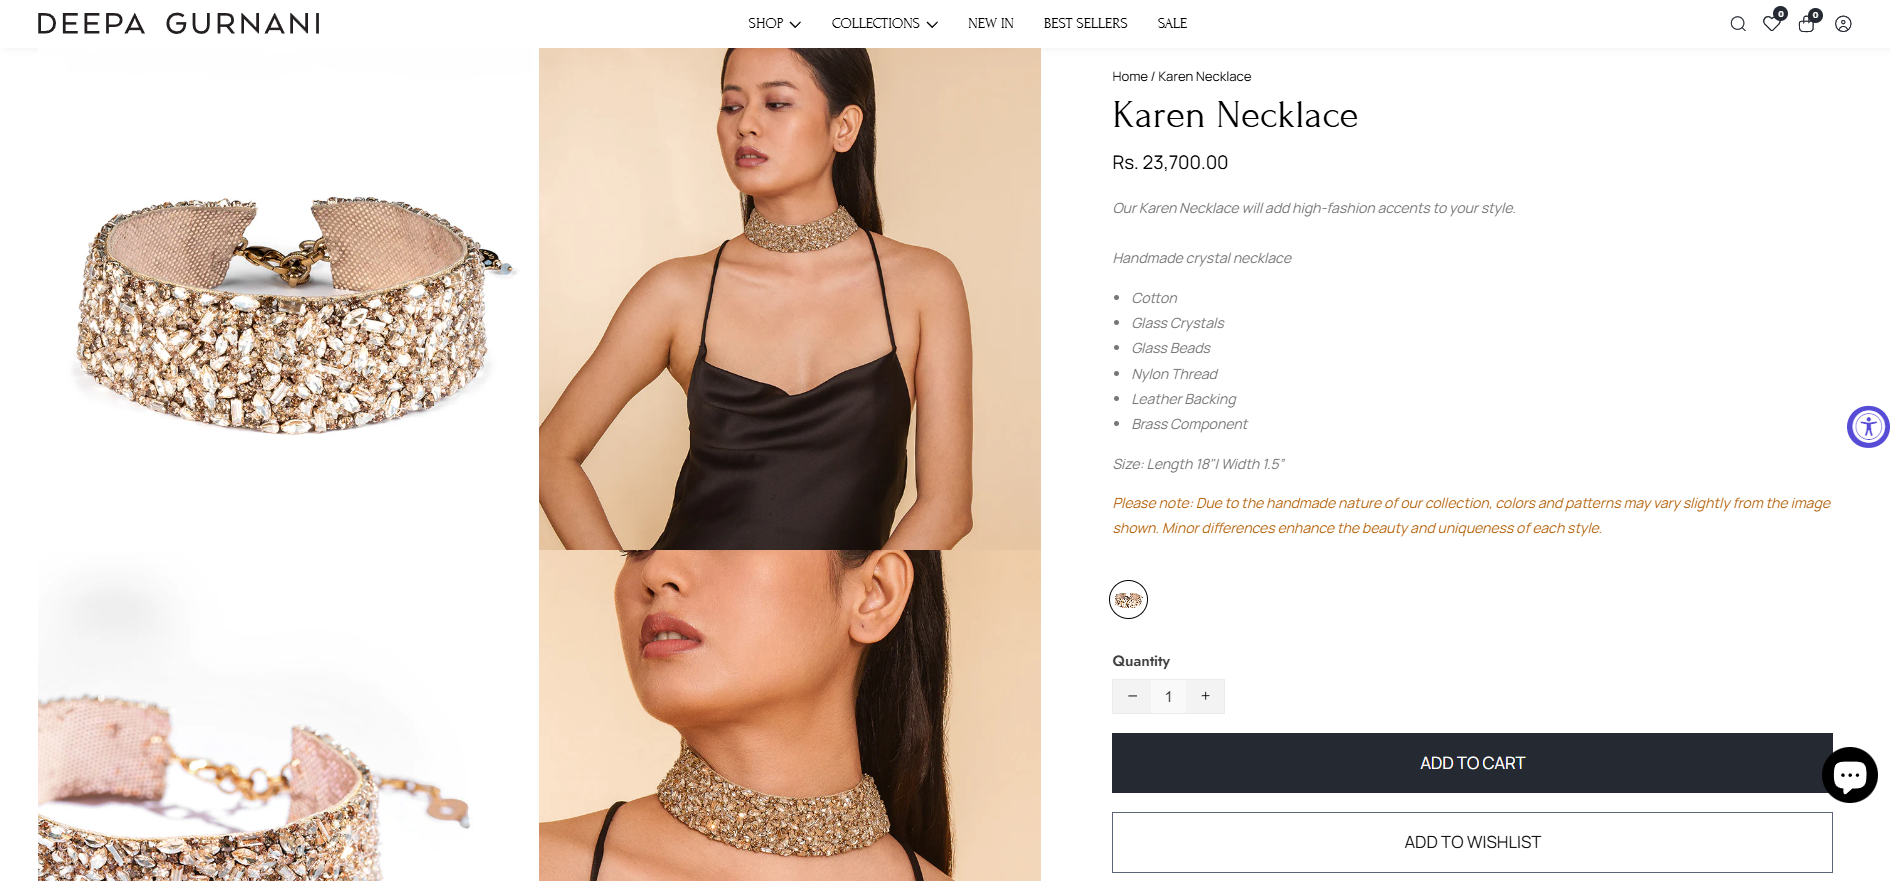 DEEPA GURNANI
SHOP
COLLECTIONS
NEW IN
BEST SELLERS
SALE
0
0
Home / Karen Necklace
Karen Necklace
Rs. 23,700.00
Our Karen Necklace will add high-fashion accents to your style.
Handmade crystal necklace
Cotton
Glass Crystals
Glass Beads
Nylon Thread
Leather Backing
Brass Component
Size: Length 18"l Width 1.5”
Please note: Due to the handmade nature of our collection, colors and patterns may vary slightly from the image
shown. Minor differences enhance the beauty and uniqueness of each style.
Quantity
− 1 +
ADD TO CART
ADD TO WISHLIST